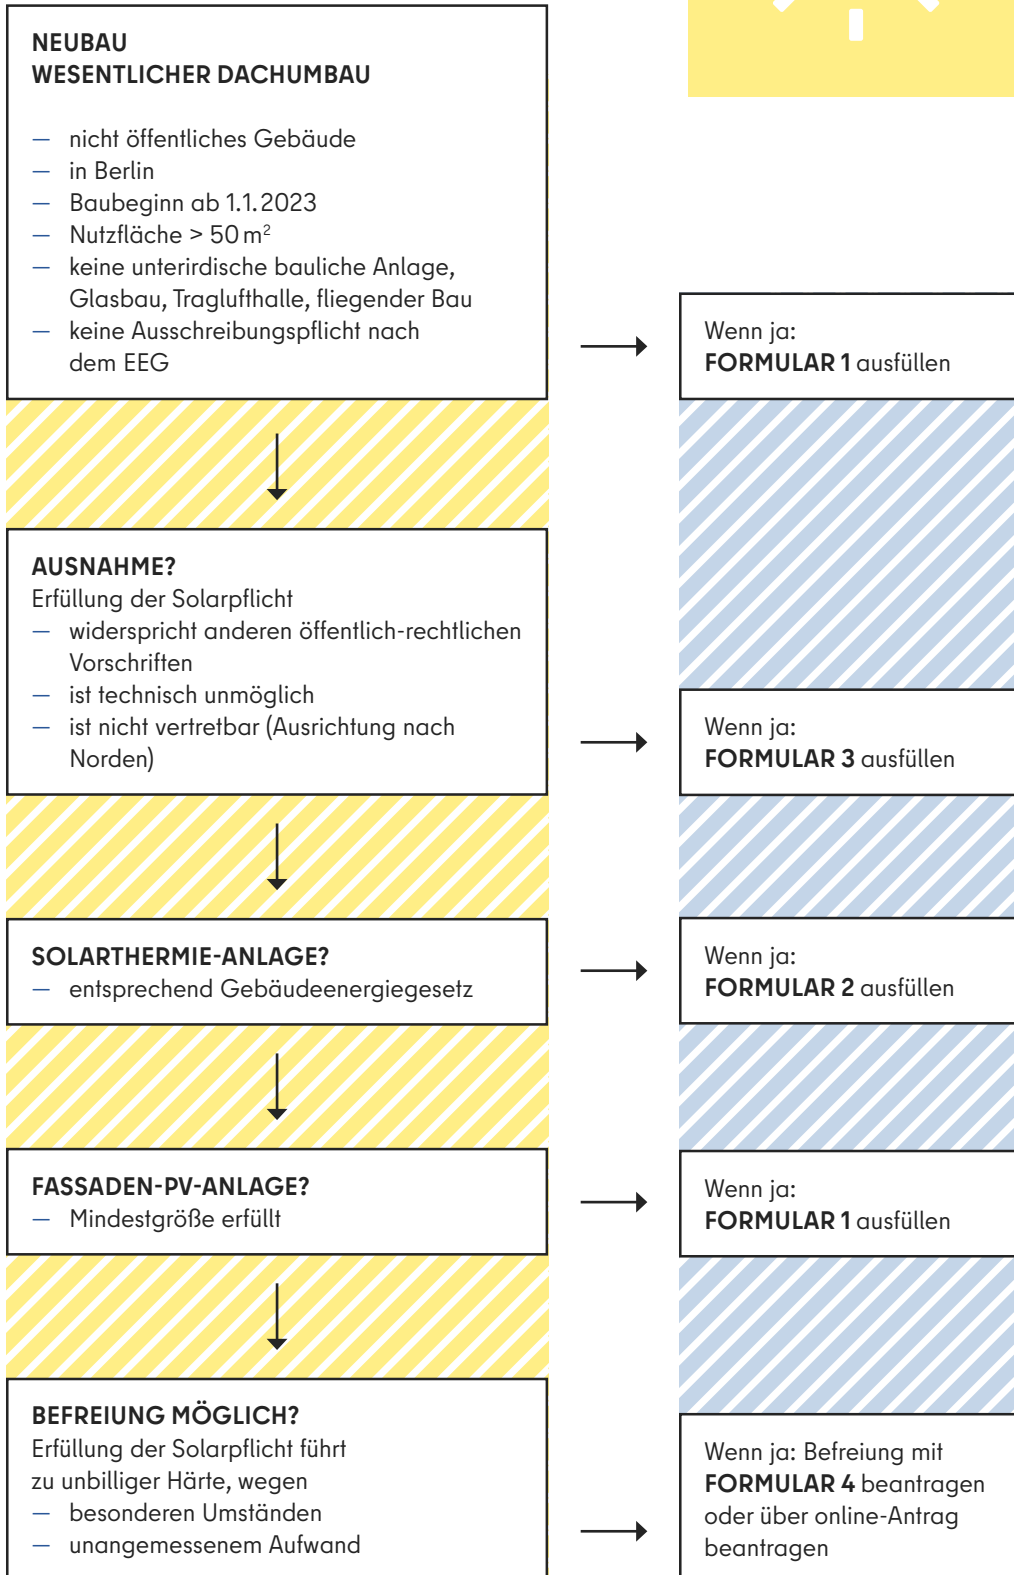 NEUBAU
WESENTLICHER DACHUMBAU
— nicht öffentliches Gebäude
— in Berlin
— Baubeginn ab 1.1.2023
— Nutzfläche > 50 m²
— keine unterirdische bauliche Anlage,
Glasbau, Traglufthalle, fliegender Bau
— keine Ausschreibungspflicht nach
dem EEG
Wenn ja:
FORMULAR 1 ausfüllen
AUSNAHME?
Erfüllung der Solarpflicht
— widerspricht anderen öffentlich-rechtlichen
Vorschriften
— ist technisch unmöglich
— ist nicht vertretbar (Ausrichtung nach
Norden)
Wenn ja:
FORMULAR 3 ausfüllen
SOLARTHERMIE-ANLAGE?
— entsprechend Gebäudeenergiegesetz
Wenn ja:
FORMULAR 2 ausfüllen
FASSADEN-PV-ANLAGE?
— Mindestgröße erfüllt
Wenn ja:
FORMULAR 1 ausfüllen
BEFREIUNG MÖGLICH?
Erfüllung der Solarpflicht führt
zu unbilliger Härte, wegen
— besonderen Umständen
— unangemessenem Aufwand
Wenn ja: Befreiung mit
FORMULAR 4 beantragen
oder über online-Antrag
beantragen